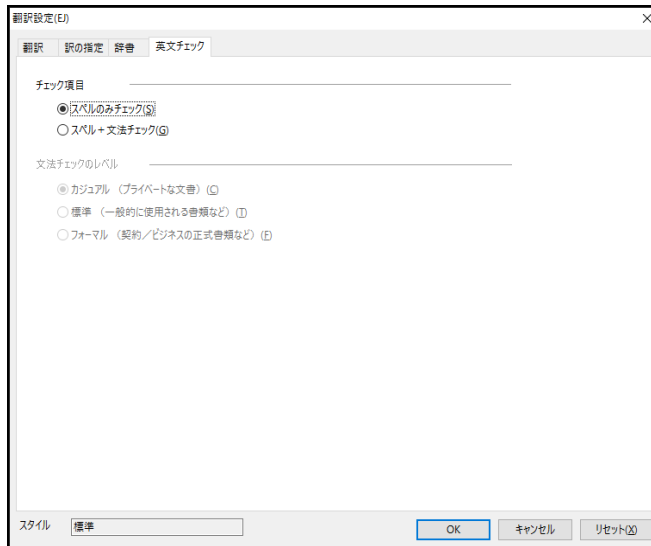 翻訳設定(EJ)
翻訳 訳の指定 辞書 英文チェック
チェック項目
スペルのみチェック(S)
スペル + 文法チェック(G)
文法チェックのレベル
カジュアル (プライベートな文書) (C)
標準 (一般的に使用される書類など) (T)
フォーマル (契約/ビジネスの正式書類など) (F)
スタイル 標準 OK キャンセル リセット(X)